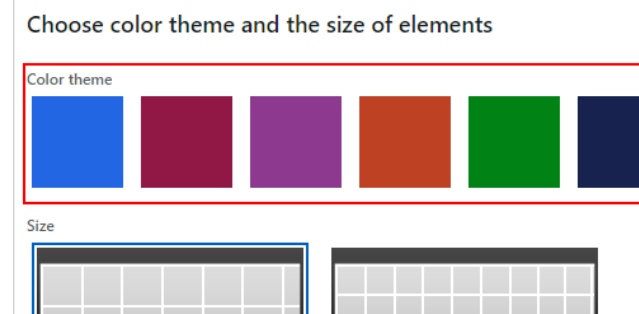 Choose color theme and the size of elements
Color theme
Size